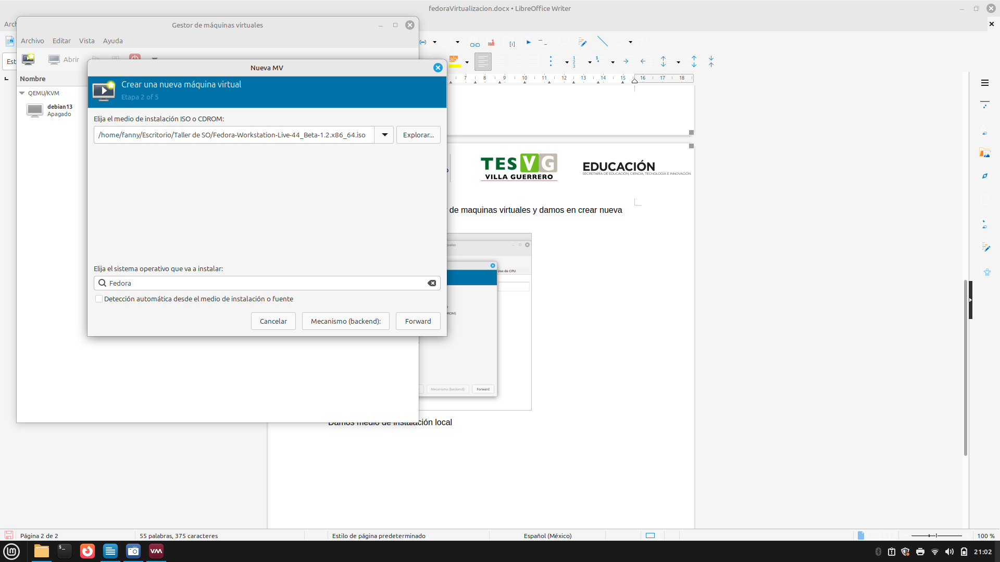 fedoraVirtualizacion.docx • LibreOffice Writer
Arch
Gestor de máquinas virtuales
Archivo Editar Vista Ayuda
Est
Abrir
Nombre
QEMU/KVM
debian13
Apagado
Nueva MV
Crear una nueva máquina virtual
Etapa 2 of 5
Elija el medio de instalación ISO o CDROM:
/home/fanny/Escritorio/Taller de SO/Fedora-Workstation-Live-44_Beta-1.2.x86_64.iso
Explorar...
Elija el sistema operativo que va a instalar:
Fedora
Detección automática desde el medio de instalación o fuente
Cancelar Mecanismo (backend): Forward
7 8 9 10 11 12 13 14 15 16 17 18
TESVG
VILLA GUERRERO
EDUCACIÓN
SECRETARÍA DE EDUCACIÓN, CIENCIA, TECNOLOGÍA E INNOVACIÓN
de maquinas virtuales y damos en crear nueva
uales
Uso de CPU
ROM)
Mecanismo (backend): Forward
Damos medio de instalación local
Página 2 de 2
55 palabras, 375 caracteres
Estilo de página predeterminado
Español (México)
100 %
21:02